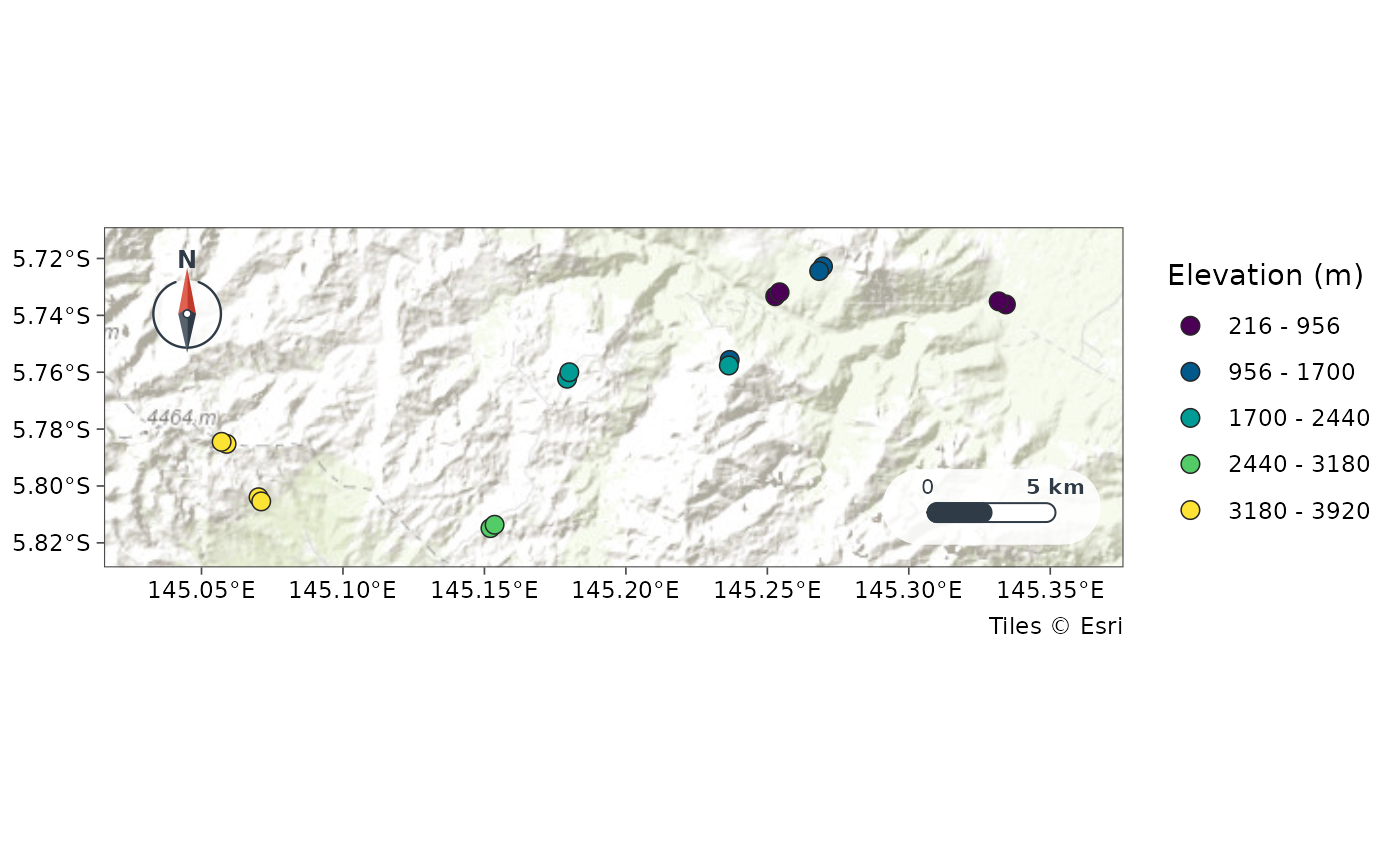 N
5.72°S
5.74°S
5.76°S
5.78°S
5.80°S
5.82°S
m
4464 m
0 5 km
145.05°E 145.10°E 145.15°E 145.20°E 145.25°E 145.30°E 145.35°E
Tiles © Esri
Elevation (m)
216 - 956
956 - 1700
1700 - 2440
2440 - 3180
3180 - 3920